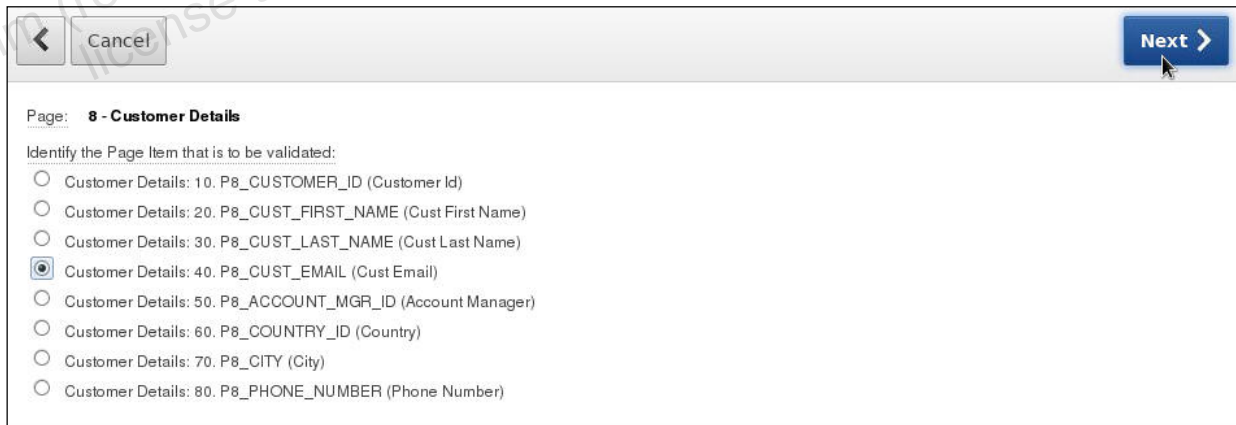 license
Cancel
Next
Page: 8 - Customer Details
Identify the Page Item that is to be validated:
Customer Details: 10. P8_CUSTOMER_ID (Customer Id)
Customer Details: 20. P8_CUST_FIRST_NAME (Cust First Name)
Customer Details: 30. P8_CUST_LAST_NAME (Cust Last Name)
Customer Details: 40. P8_CUST_EMAIL (Cust Email)
Customer Details: 50. P8_ACCOUNT_MGR_ID (Account Manager)
Customer Details: 60. P8_COUNTRY_ID (Country)
Customer Details: 70. P8_CITY (City)
Customer Details: 80. P8_PHONE_NUMBER (Phone Number)